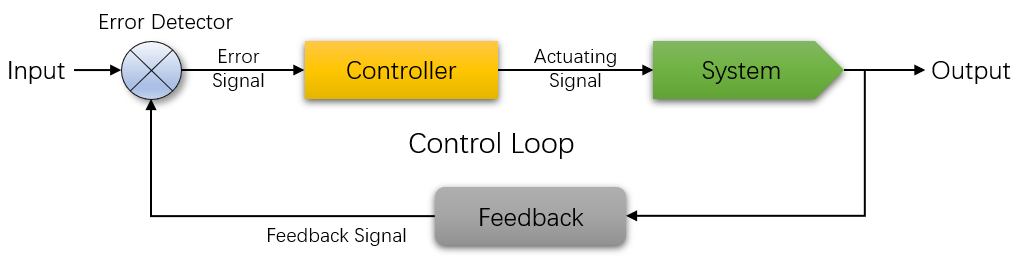 Error Detector
Input
Error
Signal
Controller
Actuating
Signal
System
Output
Control Loop
Feedback
Feedback Signal